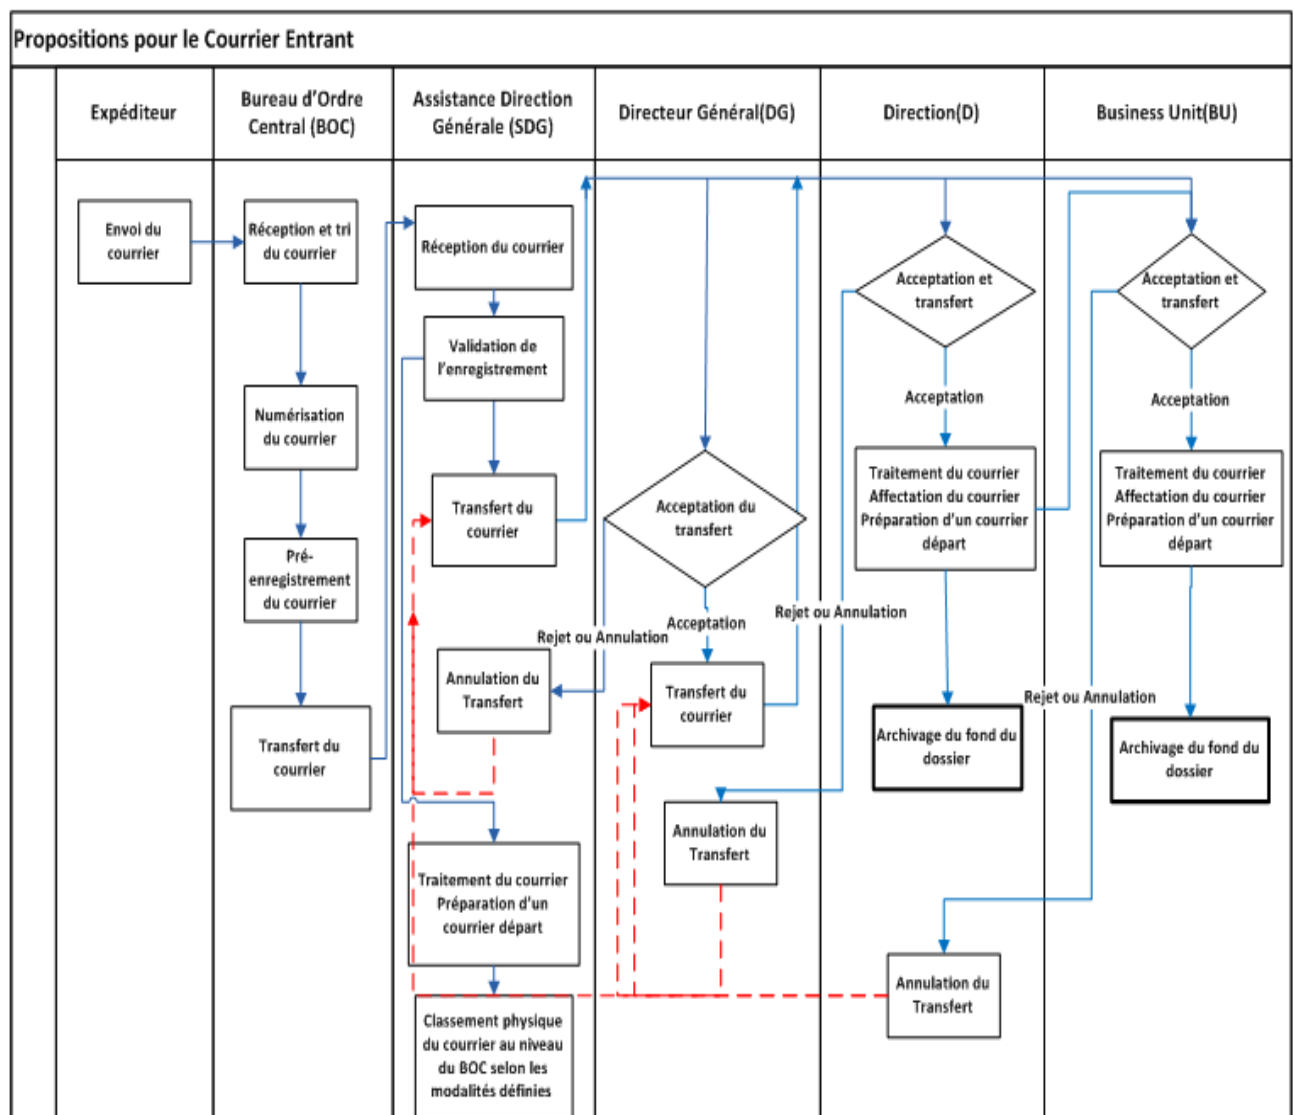 Propositions pour le Courrier Entrant
Expéditeur
Bureau d'Ordre
Central (BOC)
Assistance Direction
Générale (SDG)
Directeur Général(DG)
Direction(D)
Business Unit(BU)
Envoi du
courrier
Réception et tri
du courrier
Numérisation
du courrier
Pré-
enregistrement
du courrier
Transfert du
courrier
Réception du courrier
Validation de
l'enregistrement
Transfert du
courrier
Rejet ou Annulation
Annulation du
Transfert
Traitement du courrier
Préparation d'un
courrier départ
Classement physique
du courrier au niveau
du BOC selon les
modalités définies
Acceptation du
transfert
Acceptation
Transfert du
courrier
Rejet ou Annulation
Annulation du
Transfert
Acceptation et
transfert
Acceptation
Traitement du courrier
Affectation du courrier
Préparation d'un courrier
départ
Archivage du fond du
dossier
Rejet ou Annulation
Annulation du
Transfert
Acceptation et
transfert
Acceptation
Traitement du courrier
Affectation du courrier
Préparation d'un courrier
départ
Archivage du fond du
dossier